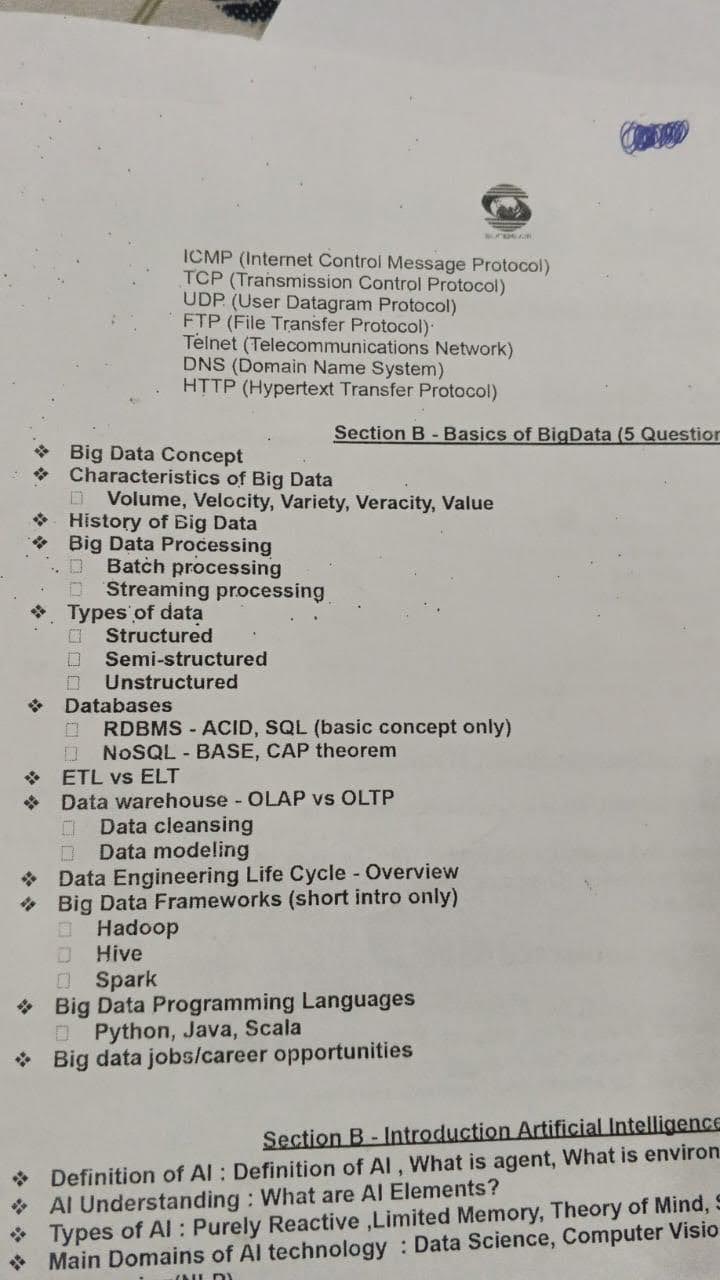 ICMP (Internet Control Message Protocol)
TCP (Transmission Control Protocol)
UDP (User Datagram Protocol)
FTP (File Transfer Protocol)
Telnet (Telecommunications Network)
DNS (Domain Name System)
HTTP (Hypertext Transfer Protocol)
Section B - Basics of BigData (5 Question
❖ Big Data Concept
❖ Characteristics of Big Data
□ Volume, Velocity, Variety, Veracity, Value
❖ History of Big Data
❖ Big Data Processing
□ Batch processing
□ Streaming processing
❖ Types of data
□ Structured
□ Semi-structured
□ Unstructured
❖ Databases
□ RDBMS - ACID, SQL (basic concept only)
□ NoSQL - BASE, CAP theorem
❖ ETL vs ELT
❖ Data warehouse - OLAP vs OLTP
□ Data cleansing
□ Data modeling
❖ Data Engineering Life Cycle - Overview
❖ Big Data Frameworks (short intro only)
□ Hadoop
□ Hive
□ Spark
❖ Big Data Programming Languages
□ Python, Java, Scala
❖ Big data jobs/career opportunities
Section B - Introduction Artificial Intelligence
❖ Definition of AI : Definition of AI , What is agent, What is environ
❖ AI Understanding : What are AI Elements?
❖ Types of AI : Purely Reactive ,Limited Memory, Theory of Mind, S
❖ Main Domains of AI technology : Data Science, Computer Visio